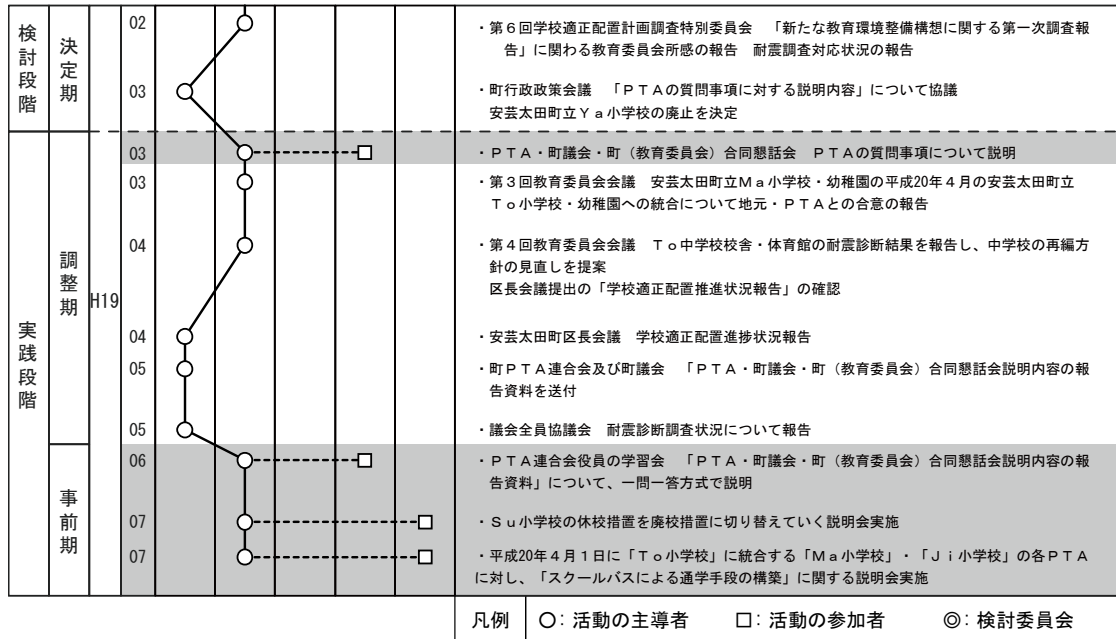 検討段階
決定期
02
・第6回学校適正配置計画調査特別委員会 「新たな教育環境整備構想に関する第一次調査報
告」に関わる教育委員会所感の報告 耐震調査対応状況の報告
03
・町行政政策会議 「PTAの質問事項に対する説明内容」について協議
安芸太田町立Ya小学校の廃止を決定
実践段階
調整期
H19
03
・PTA・町議会・町（教育委員会）合同懇話会 PTAの質問事項について説明
03
・第3回教育委員会会議 安芸太田町立Ma小学校・幼稚園の平成20年4月の安芸太田町立
To小学校・幼稚園への統合について地元・PTAとの合意の報告
04
・第4回教育委員会会議 To中学校校舎・体育館の耐震診断結果を報告し、中学校の再編方
針の見直しを提案
区長会議提出の「学校適正配置推進状況報告」の確認
04
・安芸太田町区長会議 学校適正配置進捗状況報告
05
・町PTA連合会及び町議会 「PTA・町議会・町（教育委員会）合同懇話会説明内容の報
告資料を送付
05
・議会全員協議会 耐震診断調査状況について報告
事前期
06
・PTA連合会役員の学習会 「PTA・町議会・町（教育委員会）合同懇話会説明内容の報
告資料」について、一問一答方式で説明
07
・Su小学校の休校措置を廃校措置に切り替えていく説明会実施
07
・平成20年4月1日に「To小学校」に統合する「Ma小学校」・「Ji小学校」の各PTA
に対し、「スクールバスによる通学手段の構築」に関する説明会実施
凡例 ○：活動の主導者 □：活動の参加者 ◎：検討委員会